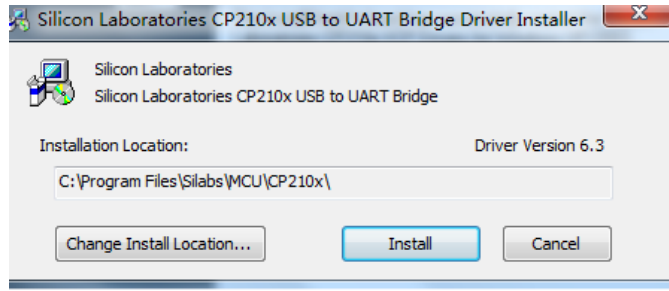 Silicon Laboratories CP210x USB to UART Bridge Driver Installer
Silicon Laboratories
Silicon Laboratories CP210x USB to UART Bridge
Installation Location:
Driver Version 6.3
C:\Program Files\Silabs\MCU\CP210x\
Change Install Location...
Install
Cancel